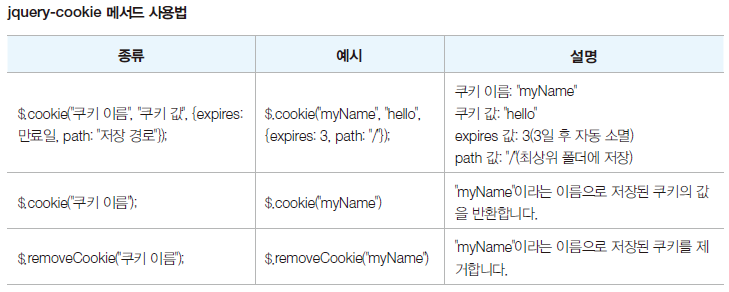 jquery-cookie 메서드 사용법
종류 예시 설명
$.cookie("쿠키 이름", "쿠키 값", {expires:
만료일, path: "저장 경로"});
$.cookie("myName", "hello",
{expires: 3, path: "/"});
쿠키 이름: "myName"
쿠키 값: "hello"
expires 값: 3(3일 후 자동 소멸)
path 값: "/"(최상위 폴더에 저장)
$.cookie("쿠키 이름");
$.cookie("myName")
"myName"이라는 이름으로 저장된 쿠키의 값
을 반환합니다.
$.removeCookie("쿠키 이름");
$.removeCookie("myName")
"myName"이라는 이름으로 저장된 쿠키를 제
거합니다.